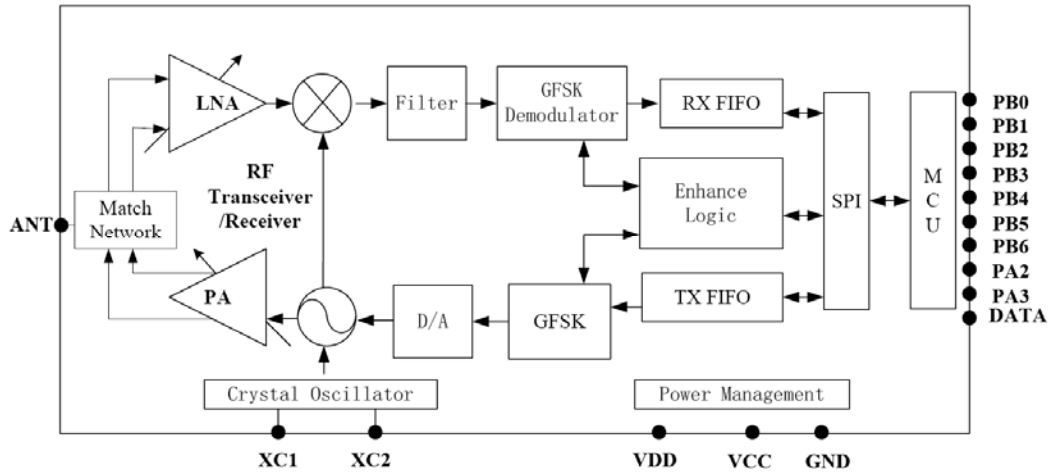 LNA
Filter
GFSK
Demodulator
RX FIFO
RF
Transceiver
/Receiver
Enhance
Logic
SPI
M
C
U
ANT
Match
Network
PA
D/A
GFSK
TX FIFO
Crystal Oscillator
Power Management
PB0
PB1
PB2
PB3
PB4
PB5
PB6
PA2
PA3
DATA
XC1
XC2
VDD
VCC
GND